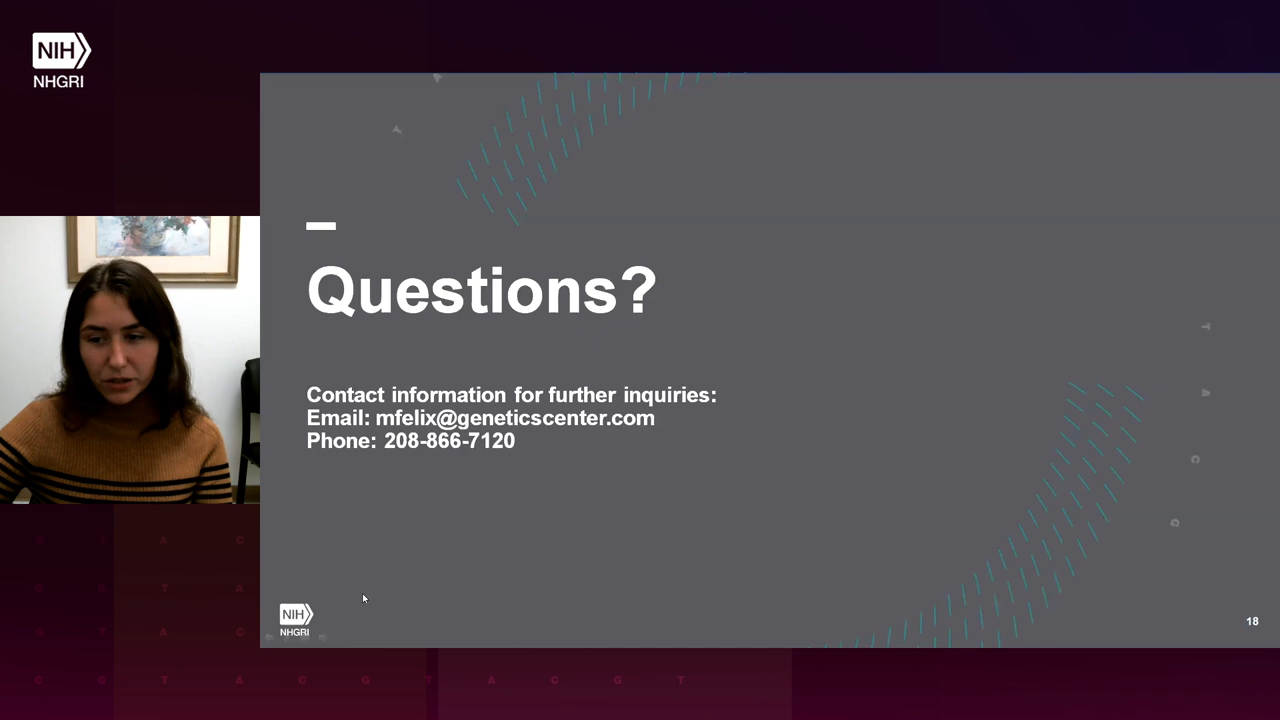 NIH
NHGRI
Questions?
Contact information for further inquiries:
Email: mfelix@geneticscenter.com
Phone: 208-866-7120
NIH
NHGRI
18
T
A
C
G
G T A C
G G T A
G T A C
C G T A C G T A C G T